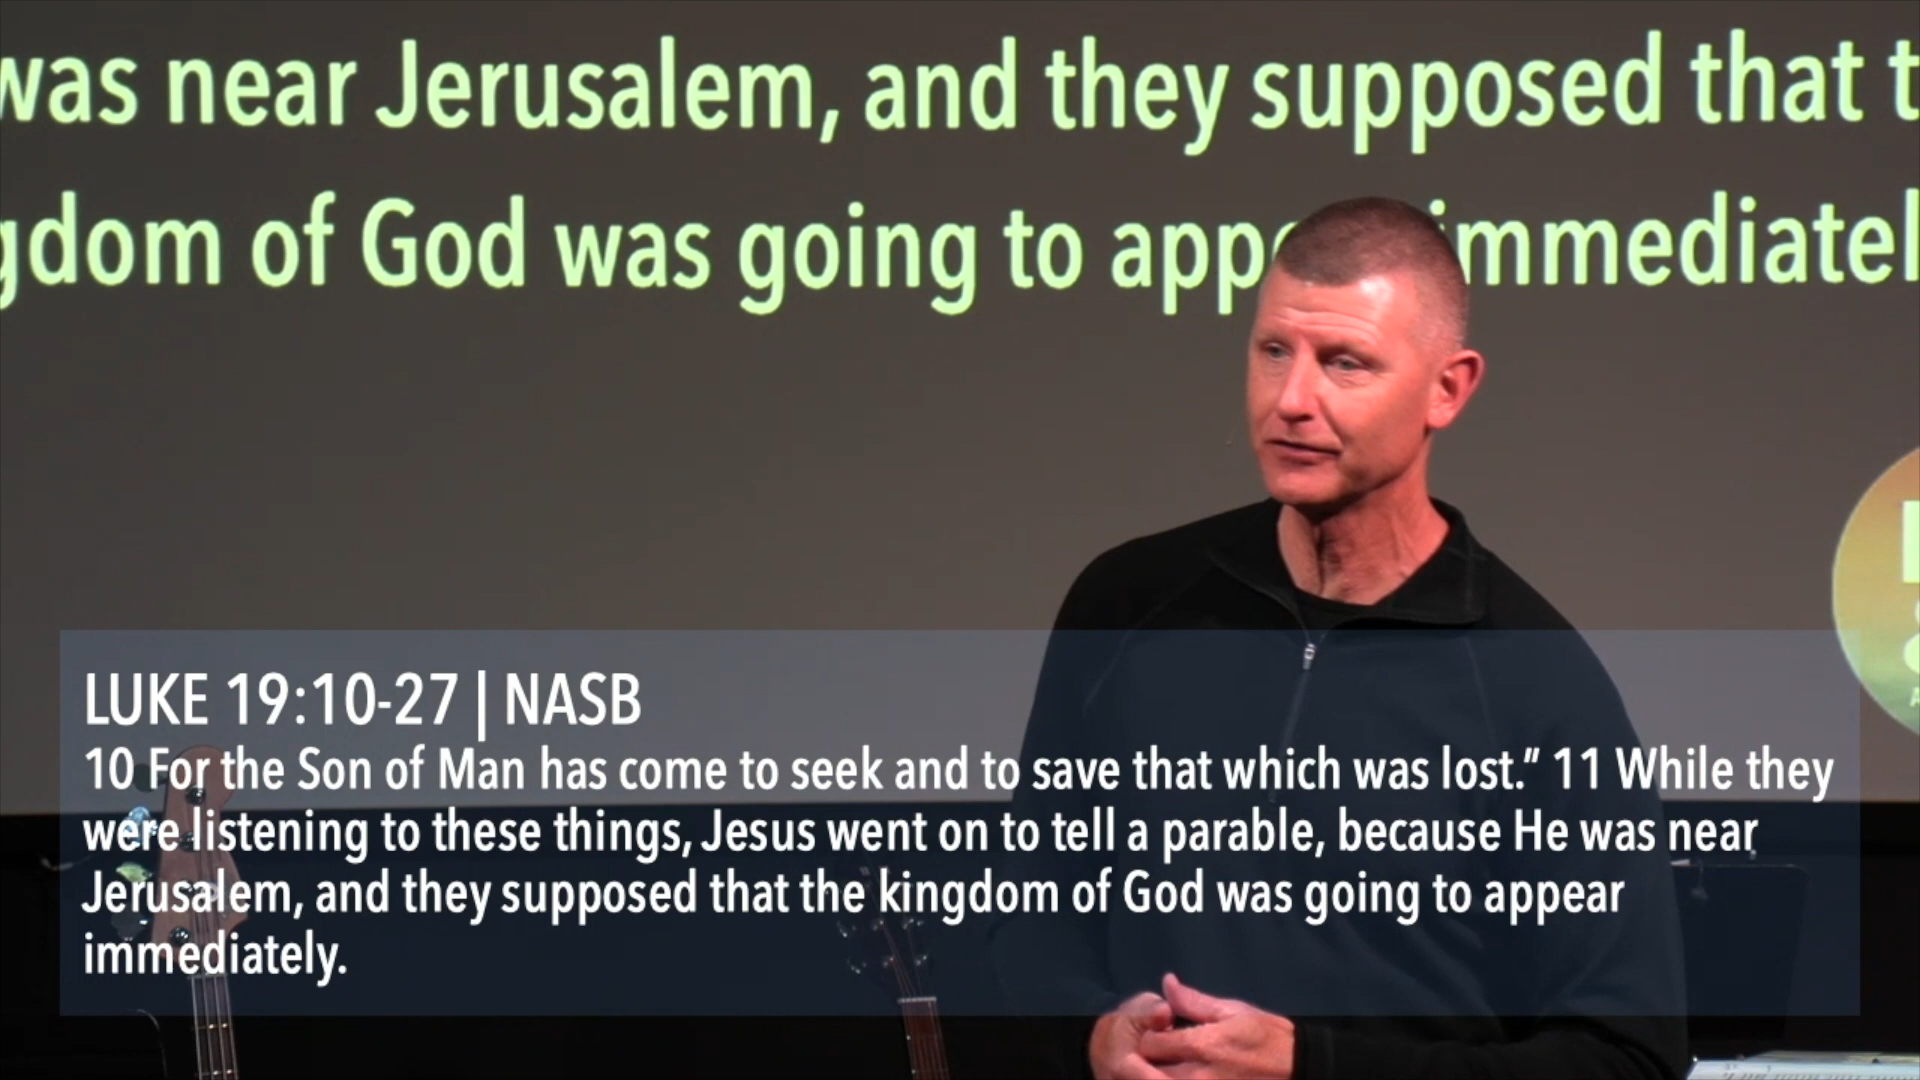 was near Jerusalem, and they supposed that t
gdom of God was going to appe immediatel
LUKE 19:10-27 | NASB
10 For the Son of Man has come to seek and to save that which was lost.” 11 While they
were listening to these things, Jesus went on to tell a parable, because He was near
Jerusalem, and they supposed that the kingdom of God was going to appear
immediately.